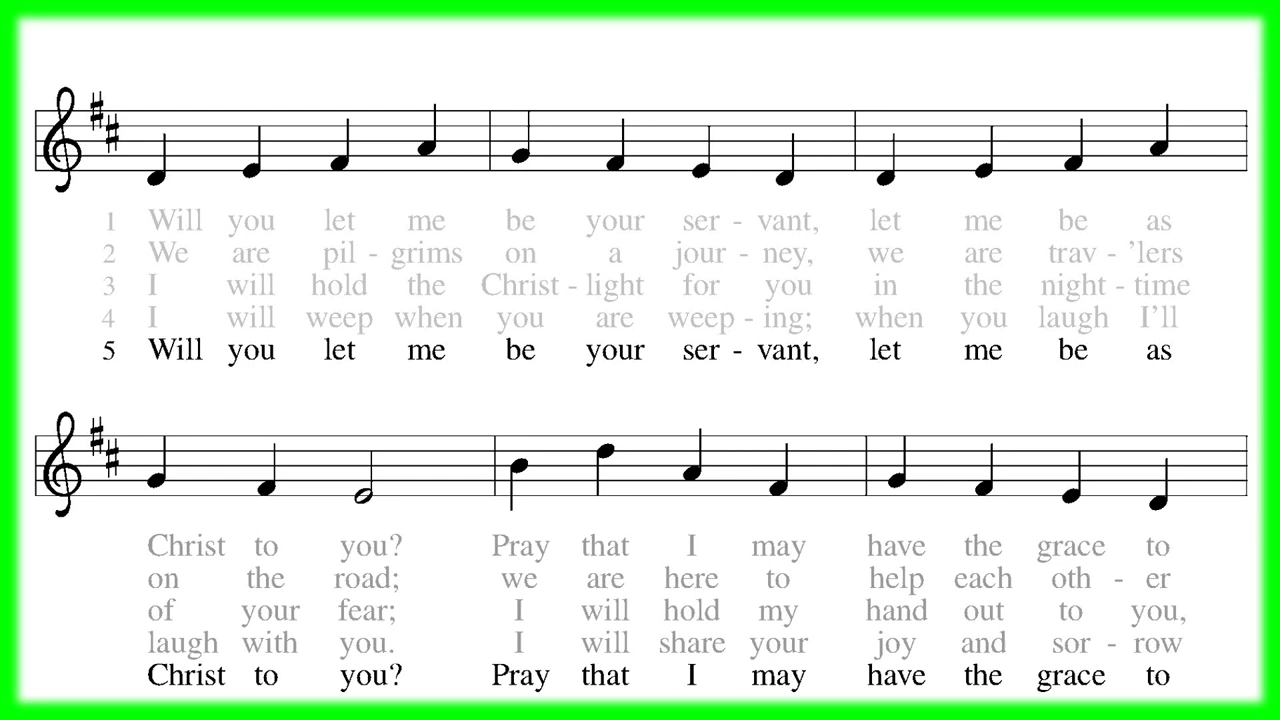 1 Will you let me be your ser - vant, let me be as
2 We are pil - grims on a jour - ney, we are trav - ’lers
3 I will hold the Christ - light for you in the night - time
4 I will weep when you are weep - ing; when you laugh I’ll
5 Will you let me be your ser - vant, let me be as
Christ to you? Pray that I may have the grace to
on the road; we are here to help each oth - er
of your fear; I will hold my hand out to you,
laugh with you. I will share your joy and sor - row
Christ to you? Pray that I may have the grace to